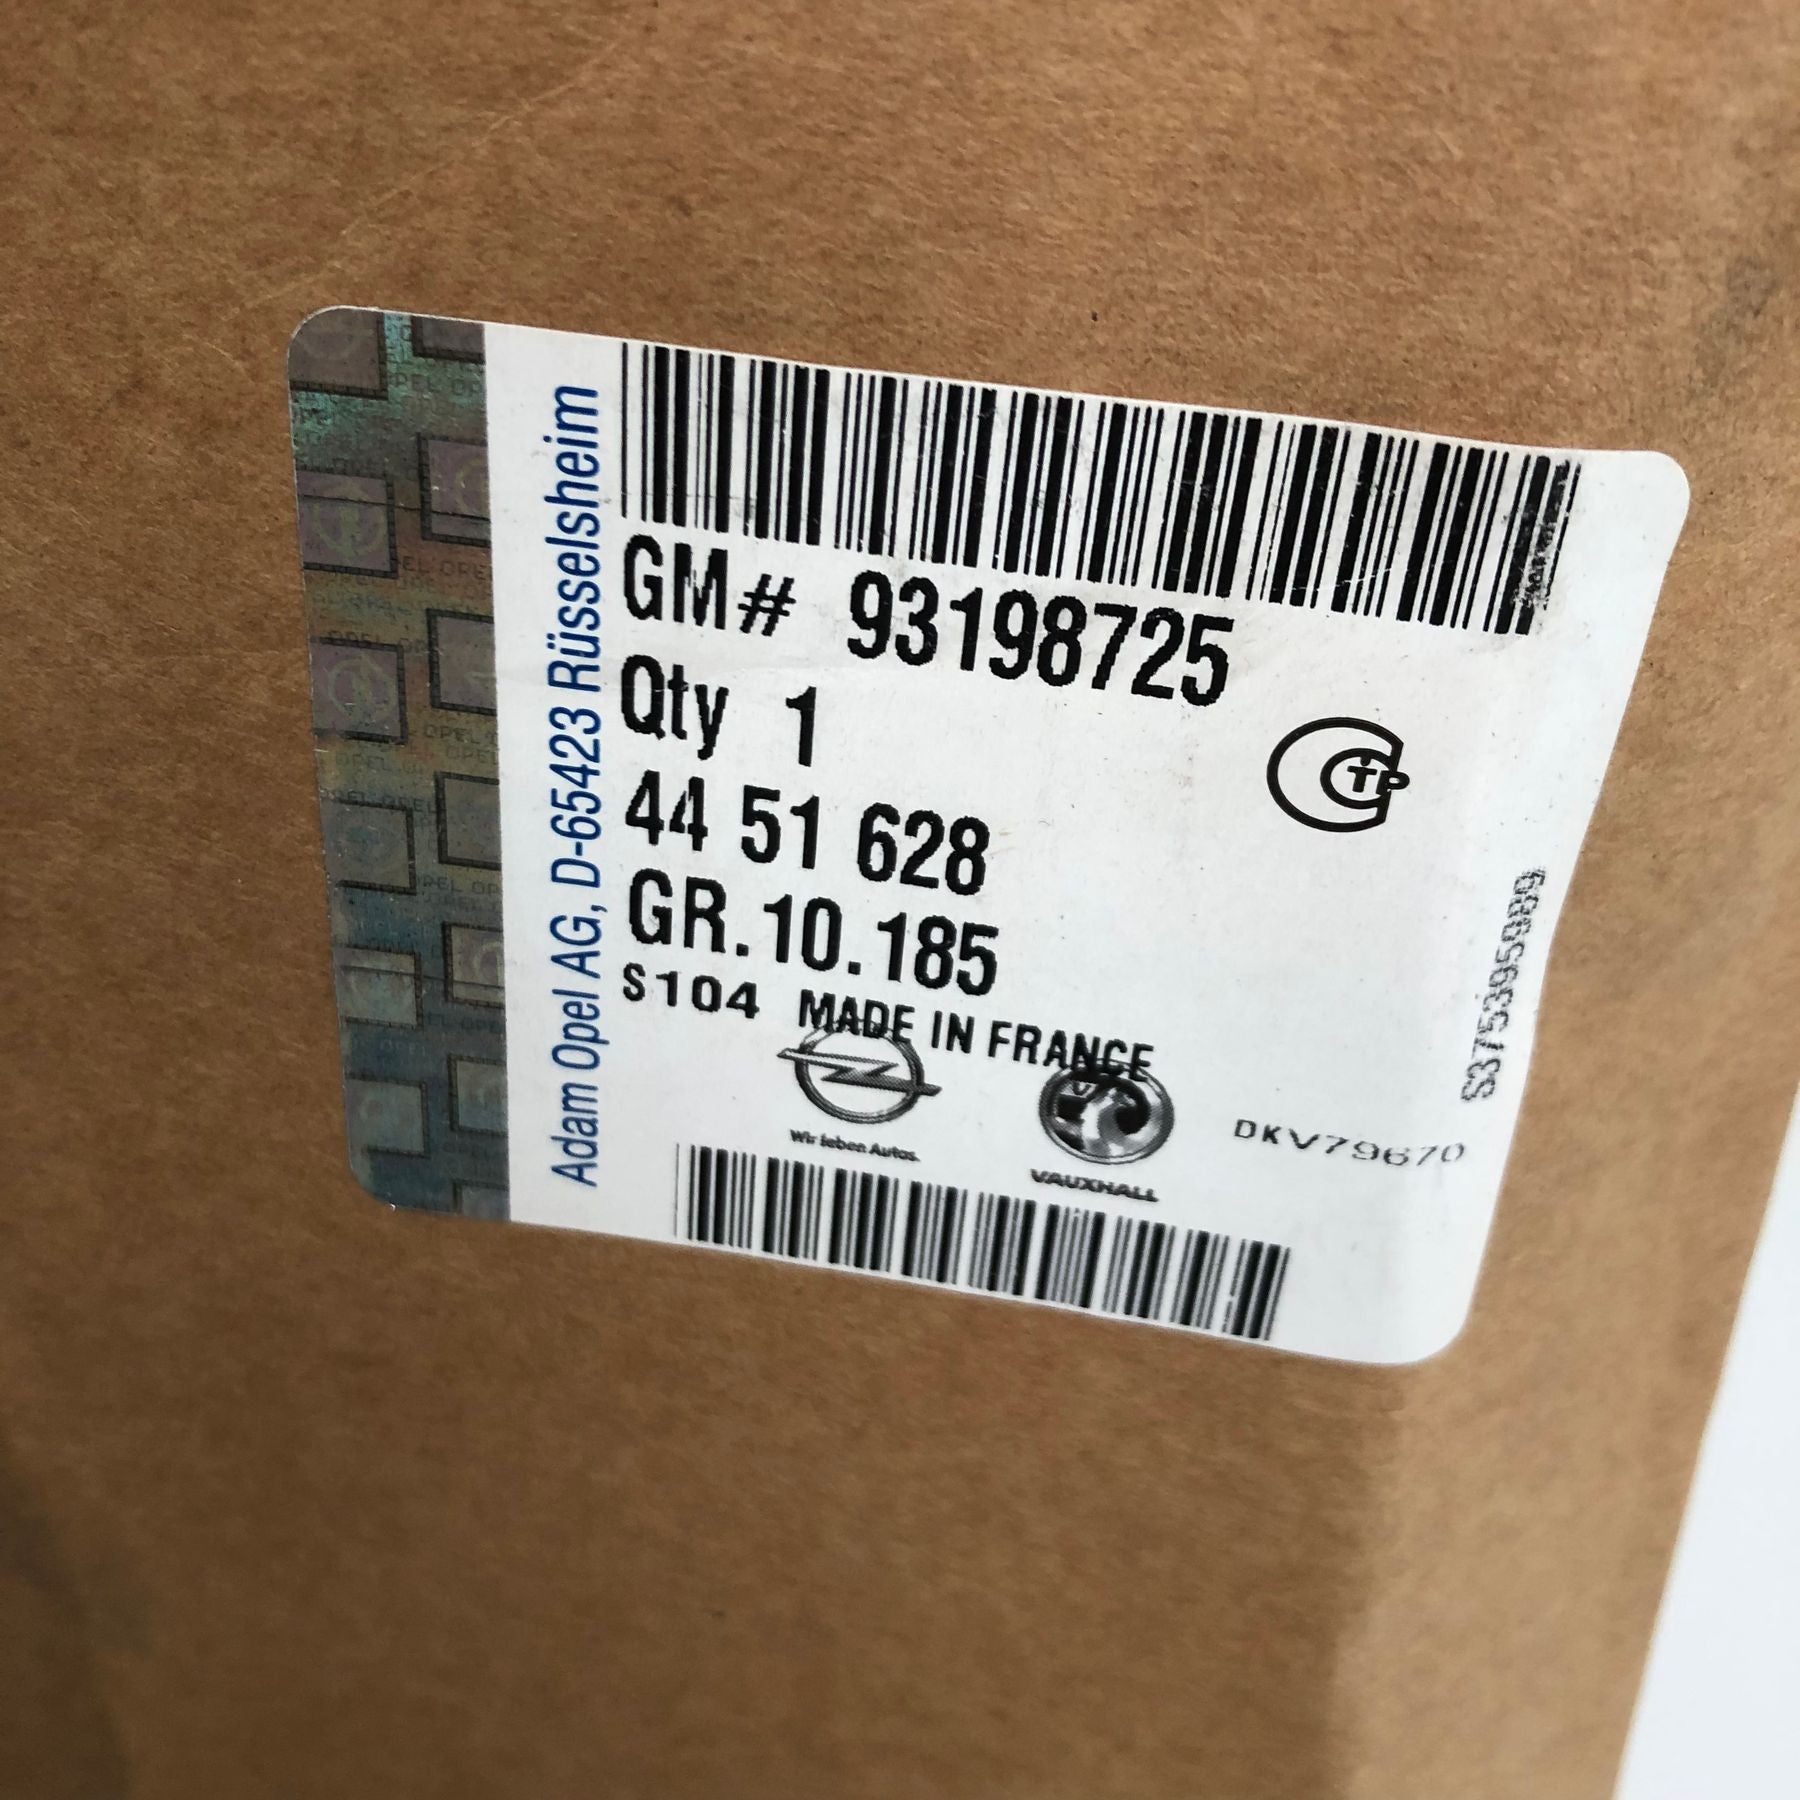 Adam Opel AG, D-65423 Rüsselsheim
GM# 93198725
Qty 1
44 51 628
GR.10.185
S104 MADE IN FRANCE
Wir leben Autos.
VAUXHALL
DKV79670
S375395989